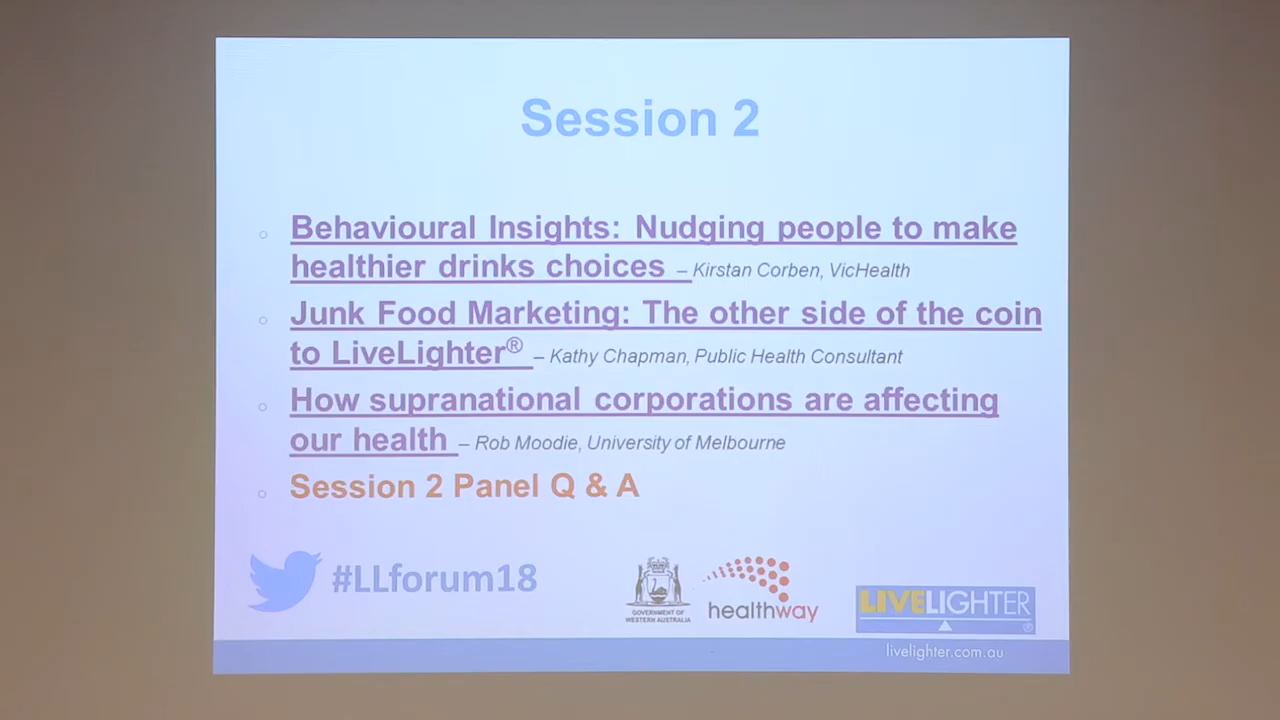 Session 2
Behavioural Insights: Nudging people to make
healthier drinks choices – Kirstan Corben, VicHealth
Junk Food Marketing: The other side of the coin
to LiveLighter® – Kathy Chapman, Public Health Consultant
How supranational corporations are affecting
our health – Rob Moodie, University of Melbourne
Session 2 Panel Q & A
#LLforum18
GOVERNMENT OF
WESTERN AUSTRALIA
healthway
LIVELIGHTER®
livelighter.com.au